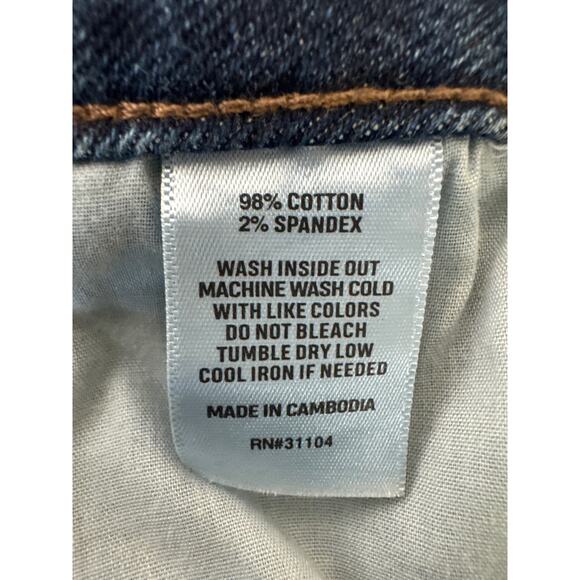 98% COTTON
2% SPANDEX
WASH INSIDE OUT
MACHINE WASH COLD
WITH LIKE COLORS
DO NOT BLEACH
TUMBLE DRY LOW
COOL IRON IF NEEDED
MADE IN CAMBODIA
RN#31104